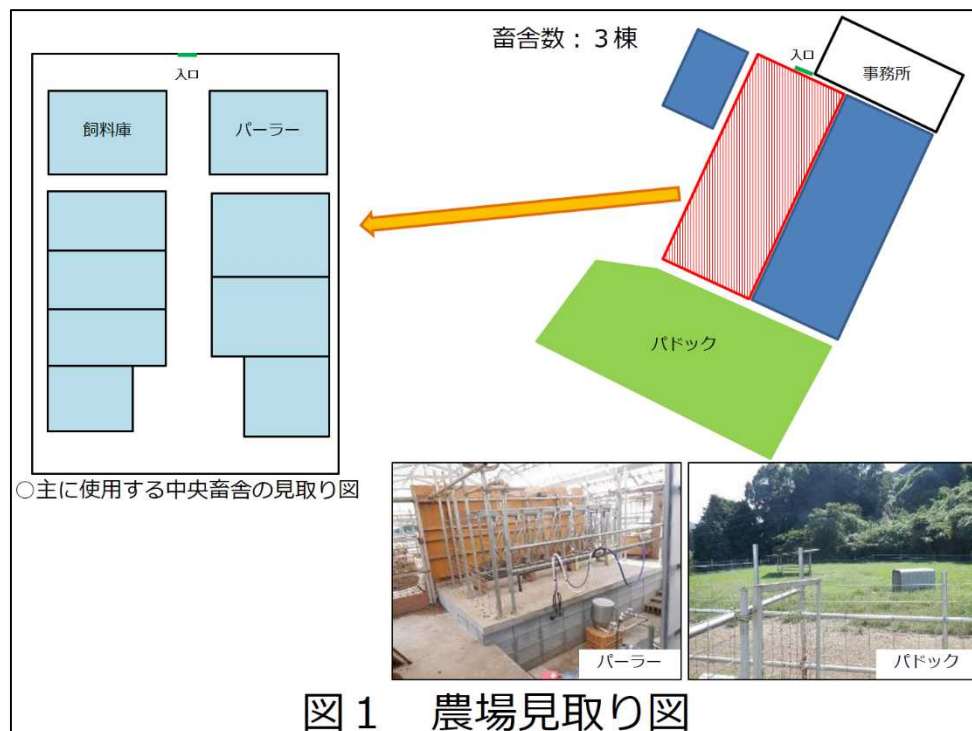 畜舎数：３棟
入口
飼料庫
パーラー
○主に使用する中央畜舎の見取り図
入口
事務所
パドック
パーラー
パドック
図１　農場見取り図